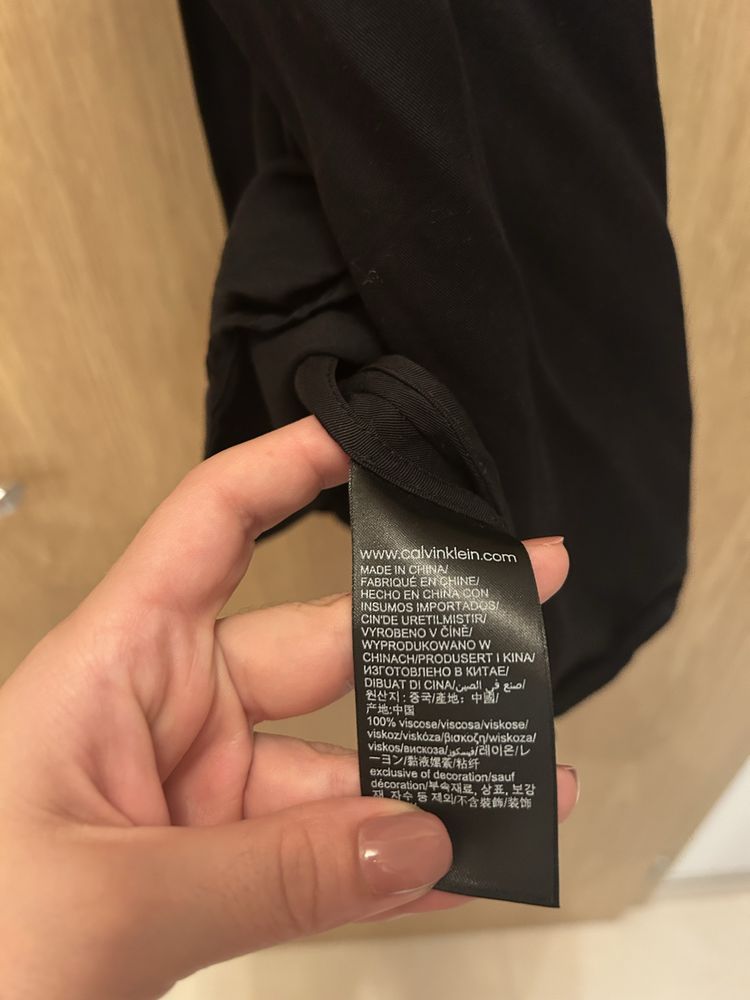 www.calvinklein.com
MADE IN CHINA/
FABRIQUÉ EN CHINE/
HECHO EN CHINA CON
INSUMOS IMPORTADOS/
CIN'DE URETILMISTIR/
VYROBENO V ČÍNĚ/
WYPRODUKOWANO W
CHINACH/PRODUSERT I KINA/
ИЗГОТОВЛЕНО В КИТАЕ/
DIBUAT DI CINA/صنع في الصين/
원산지: 중국/產地: 中國/
产地:中国
100% viscose/viscosa/viskose/
viskoz/viskóza/βισκοζη/wiskoza/
viskos/вискоза/فيسكوز/레이온/レ
ーヨン/黏液嫘縈/粘纤
exclusive of decoration/sauf
décoration/부속재료, 상표, 보강
재, 자수 등 제외/不含裝飾/装饰